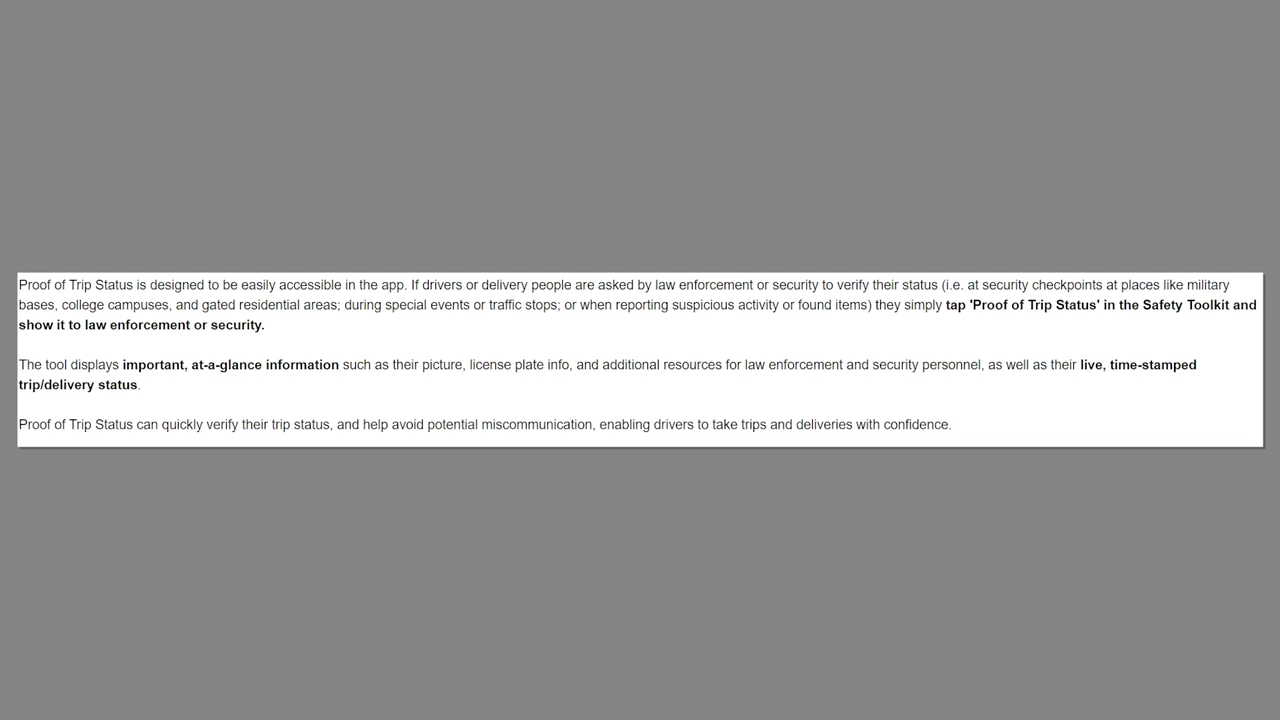 Proof of Trip Status is designed to be easily accessible in the app. If drivers or delivery people are asked by law enforcement or security to verify their status (i.e. at security checkpoints at places like military
bases, college campuses, and gated residential areas; during special events or traffic stops; or when reporting suspicious activity or found items) they simply tap 'Proof of Trip Status' in the Safety Toolkit and
show it to law enforcement or security.
The tool displays important, at-a-glance information such as their picture, license plate info, and additional resources for law enforcement and security personnel, as well as their live, time-stamped
trip/delivery status.
Proof of Trip Status can quickly verify their trip status, and help avoid potential miscommunication, enabling drivers to take trips and deliveries with confidence.